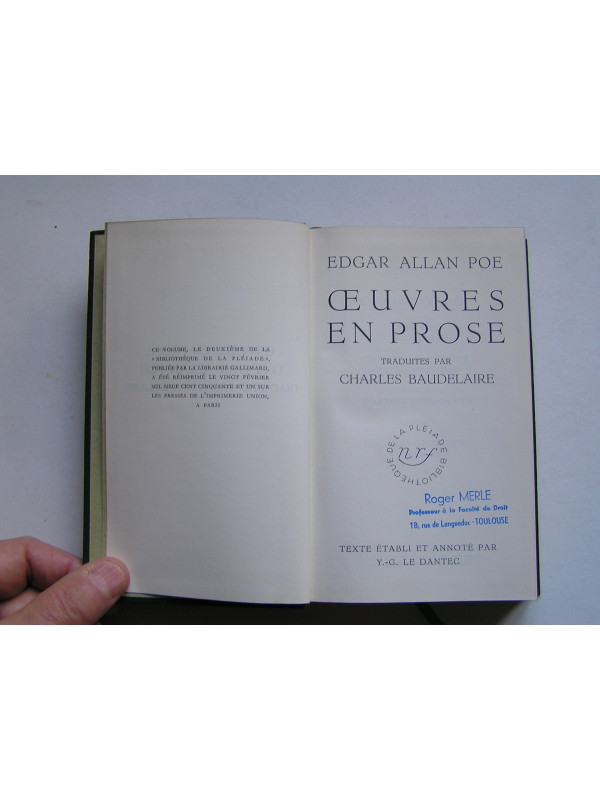 CE VOLUME, LE DEUXIÈME DE LA
« BIBLIOTHÈQUE DE LA PLÉIADE »,
PUBLIÉE PAR LA LIBRAIRIE GALLIMARD,
A ÉTÉ RÉIMPRIMÉ LE VINGT FÉVRIER
MIL NEUF CENT CINQUANTE ET UN SUR
LES PRESSES DE L'IMPRIMERIE UNION,
A PARIS
EDGAR ALLAN POE
ŒUVRES
EN PROSE
TRADUITES PAR
CHARLES BAUDELAIRE
BIBLIOTHÈQUE DE LA PLÉIADE
nrf
Roger MERLE
Professeur à la Faculté de Droit
18, rue de Languedoc - TOULOUSE
TEXTE ÉTABLI ET ANNOTÉ PAR
Y.-G. LE DANTEC